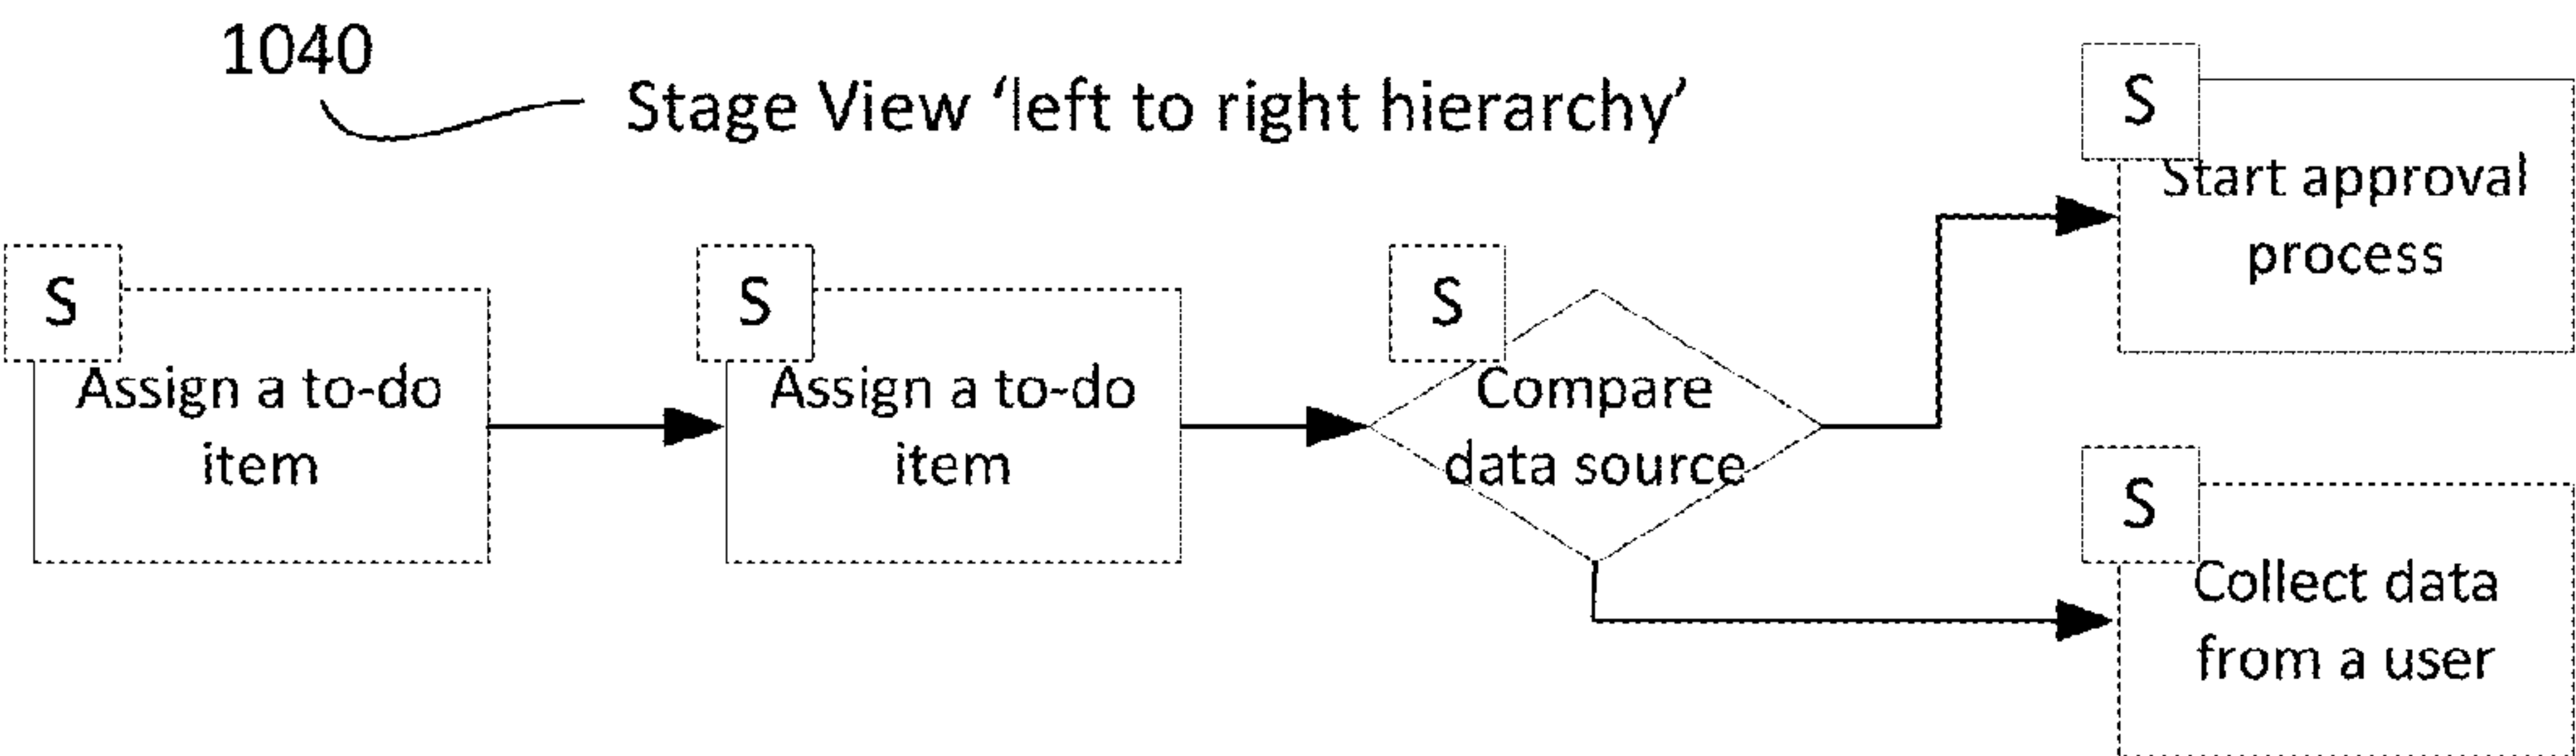 1040
Stage View ‘left to right hierarchy’
S
Assign a to-do
item
S
Assign a to-do
item
S
Compare
data source
S
Start approval
process
S
Collect data
from a user